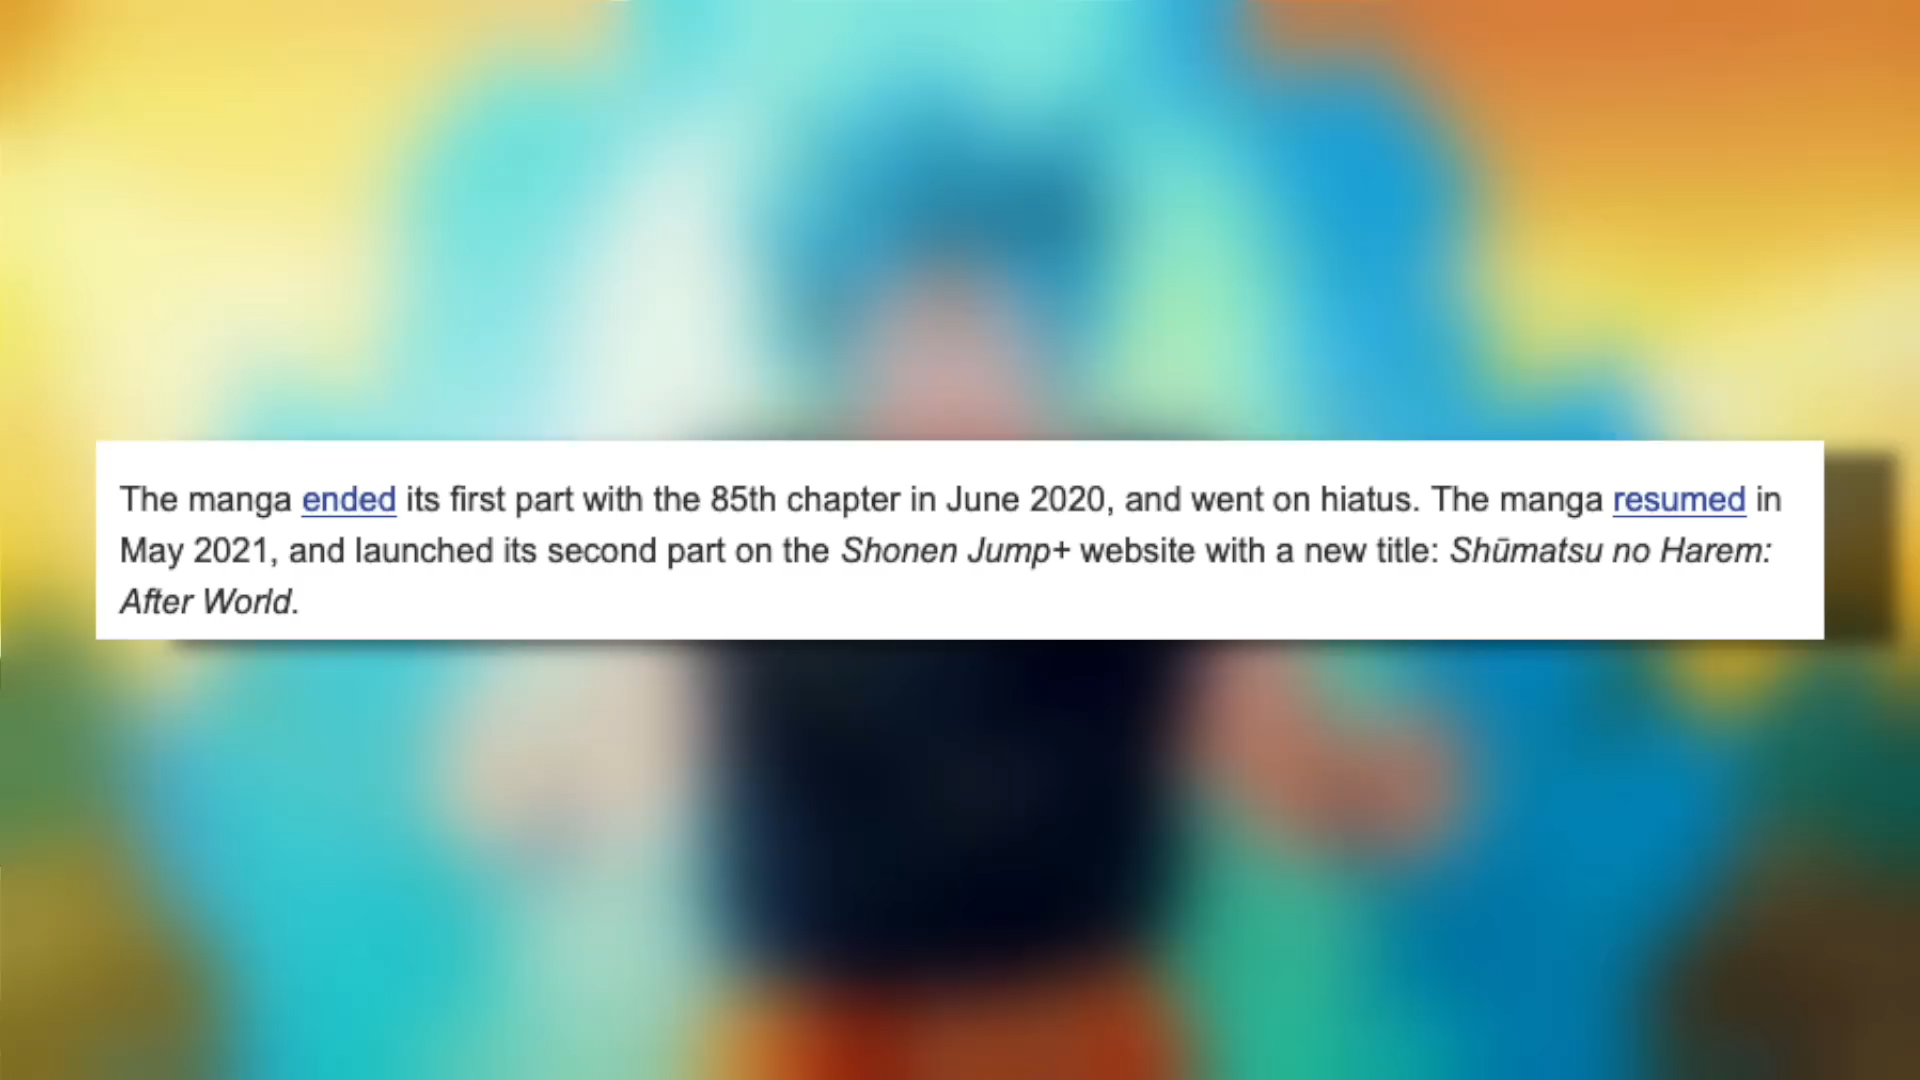 The manga ended its first part with the 85th chapter in June 2020, and went on hiatus. The manga resumed in
May 2021, and launched its second part on the Shonen Jump+ website with a new title: Shūmatsu no Harem:
After World.